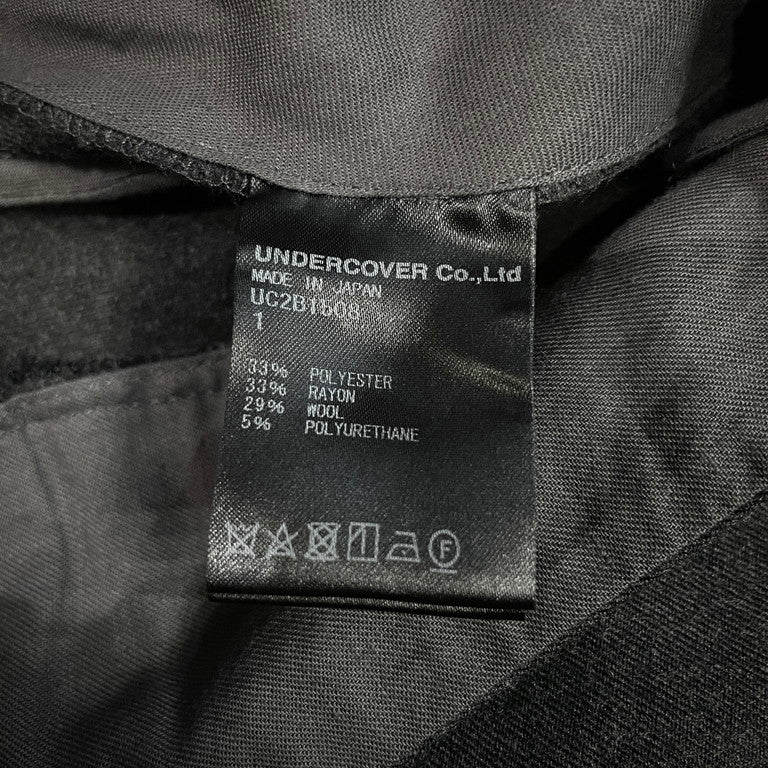 UNDERCOVER Co.,Ltd
MADE IN JAPAN
UC2B1508
1
33% POLYESTER
33% RAYON
29% WOOL
5% POLYURETHANE
F